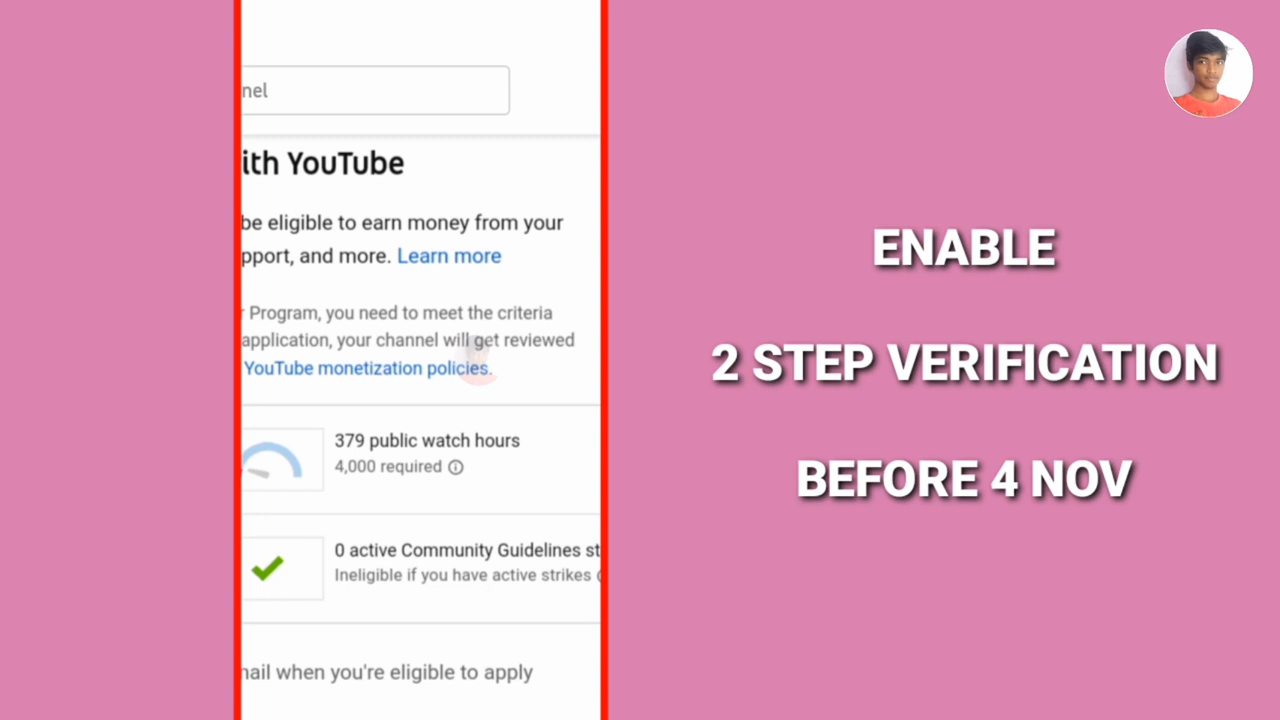 nel
ith YouTube
be eligible to earn money from your
pport, and more. Learn more
r Program, you need to meet the criteria
application, your channel will get reviewed
YouTube monetization policies.
379 public watch hours
4,000 required
0 active Community Guidelines st
Ineligible if you have active strikes
nail when you're eligible to apply
ENABLE
2 STEP VERIFICATION
BEFORE 4 NOV